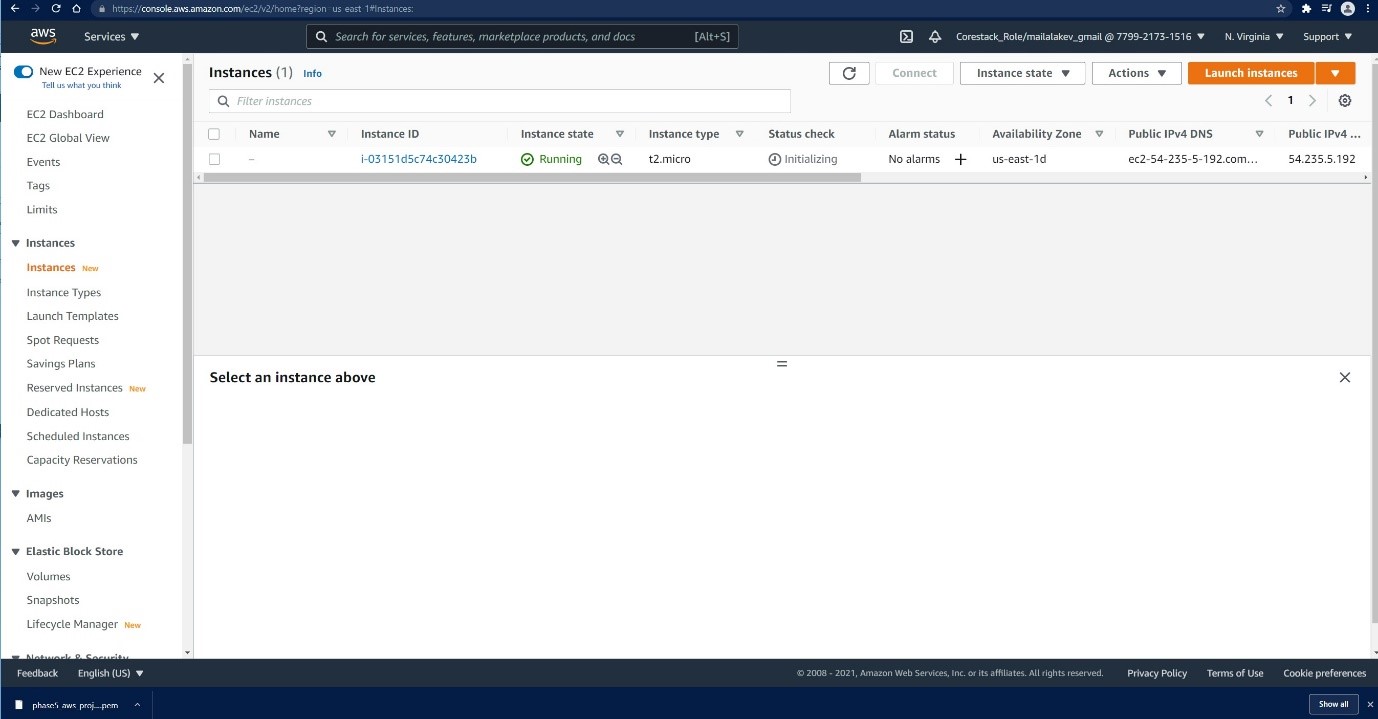 https://console.aws.amazon.com/ec2/v2/home?region=us-east-1#Instances:
aws
Services
Search for services, features, marketplace products, and docs [Alt+S]
Corestack_Role/mailalakev_gmail @ 7799-2173-1516
N. Virginia
Support
New EC2 Experience
Tell us what you think
EC2 Dashboard
EC2 Global View
Events
Tags
Limits
Instances
Instances New
Instance Types
Launch Templates
Spot Requests
Savings Plans
Reserved Instances New
Dedicated Hosts
Scheduled Instances
Capacity Reservations
Images
AMIs
Elastic Block Store
Volumes
Snapshots
Lifecycle Manager New
Network & Security
Instances (1) Info
Connect
Instance state
Actions
Launch instances
Filter instances
1
Name Instance ID Instance state Instance type Status check Alarm status Availability Zone Public IPv4 DNS Public IPv4 ...
– i-03151d5c74c30423b Running t2.micro Initializing No alarms + us-east-1d ec2-54-235-5-192.com... 54.235.5.192
Select an instance above
Feedback English (US)
© 2008 - 2021, Amazon Web Services, Inc. or its affiliates. All rights reserved. Privacy Policy Terms of Use Cookie preferences
phase5_aws_proj....pem
Show all